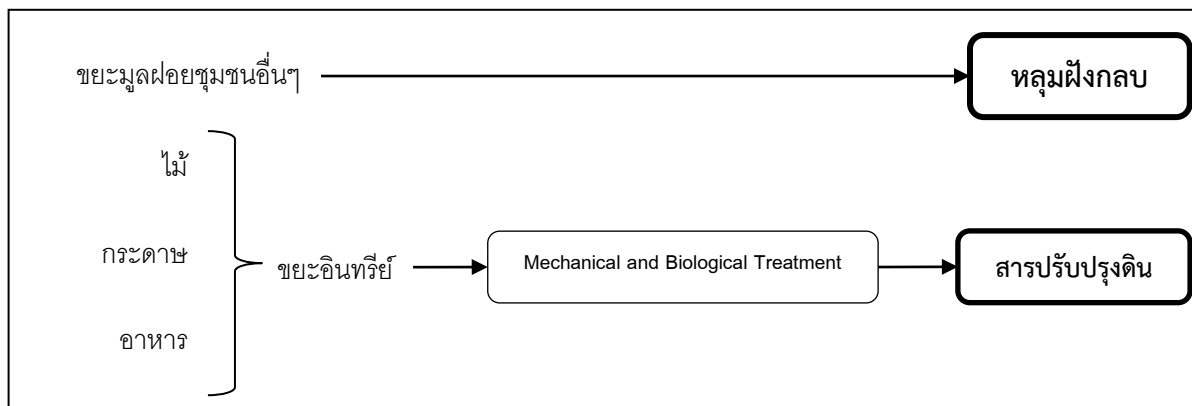 ขยะมูลฝอยชุมชนอื่นๆ
หลุมฝังกลบ
ไม้
กระดาษ
อาหาร
ขยะอินทรีย์
Mechanical and Biological Treatment
สารปรับปรุงดิน